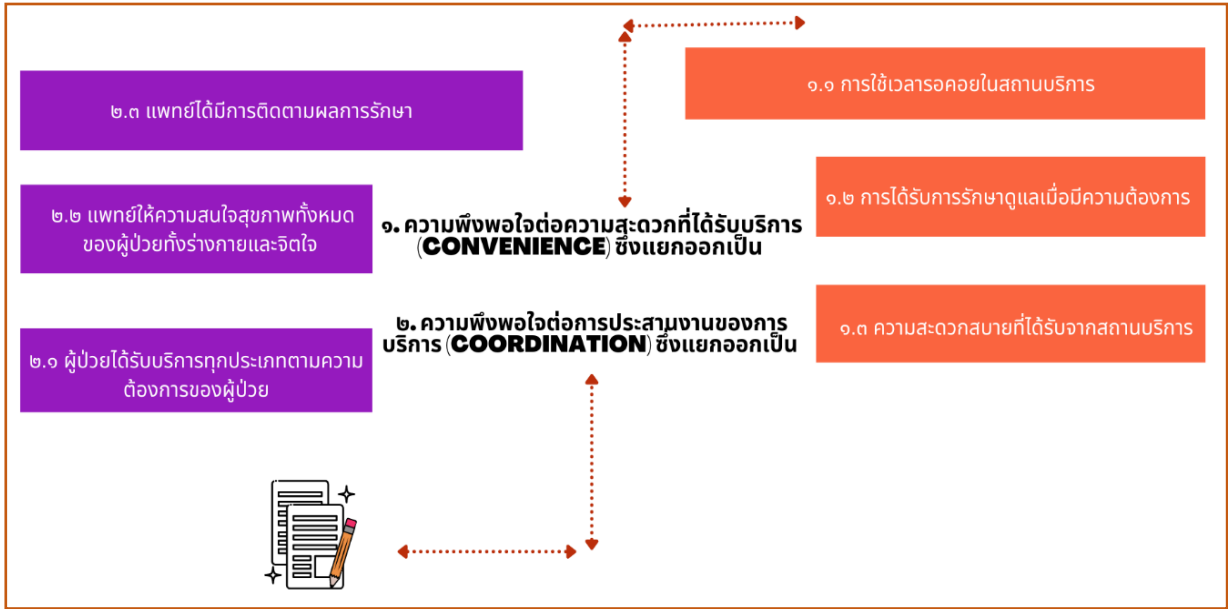 ๑. ความพึงพอใจต่อความสะดวกที่ได้รับบริการ
(CONVENIENCE) ซึ่งแยกออกเป็น
๑.๑ การใช้เวลารอคอยในสถานบริการ
๑.๒ การได้รับการรักษาดูแลเมื่อมีความต้องการ
๑.๓ ความสะดวกสบายที่ได้รับจากสถานบริการ
๒. ความพึงพอใจต่อการประสานงานของการ
บริการ (COORDINATION) ซึ่งแยกออกเป็น
๒.๑ ผู้ป่วยได้รับบริการทุกประเภทตามความ
ต้องการของผู้ป่วย
๒.๒ แพทย์ให้ความสนใจสุขภาพทั้งหมด
ของผู้ป่วยทั้งร่างกายและจิตใจ
๒.๓ แพทย์ได้มีการติดตามผลการรักษา